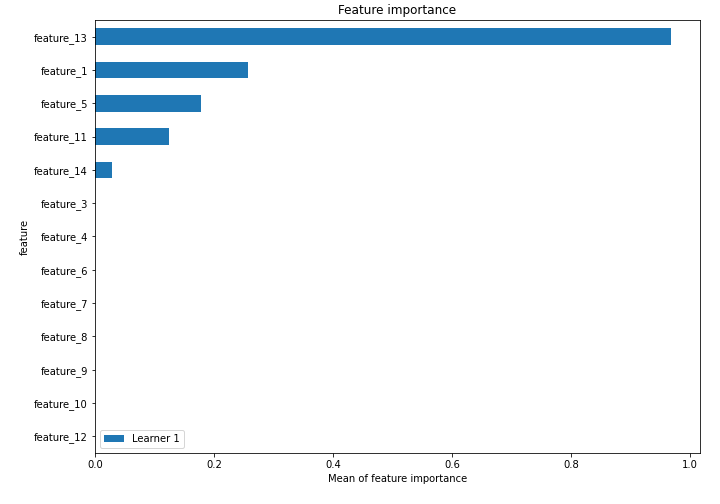 Feature importance
feature_13
feature_1
feature_5
feature_11
feature_14
feature_3
feature_4
feature_6
feature_7
feature_8
feature_9
feature_10
feature_12
feature
Learner 1
0.0 0.2 0.4 0.6 0.8 1.0
Mean of feature importance